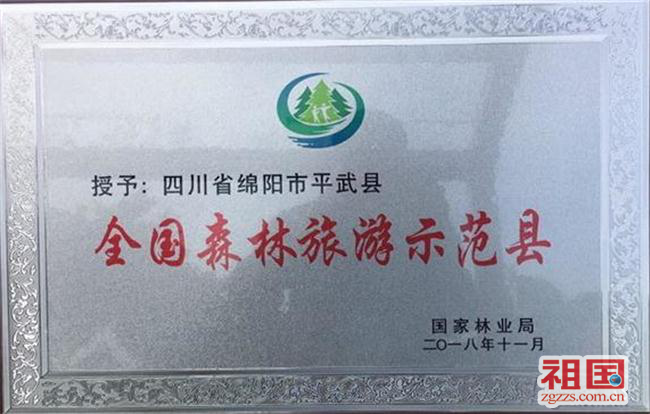 授予：四川省绵阳市平武县
全国森林旅游示范县
国家林业局
二〇一八年十一月
祖国
zgzzs.com.cn